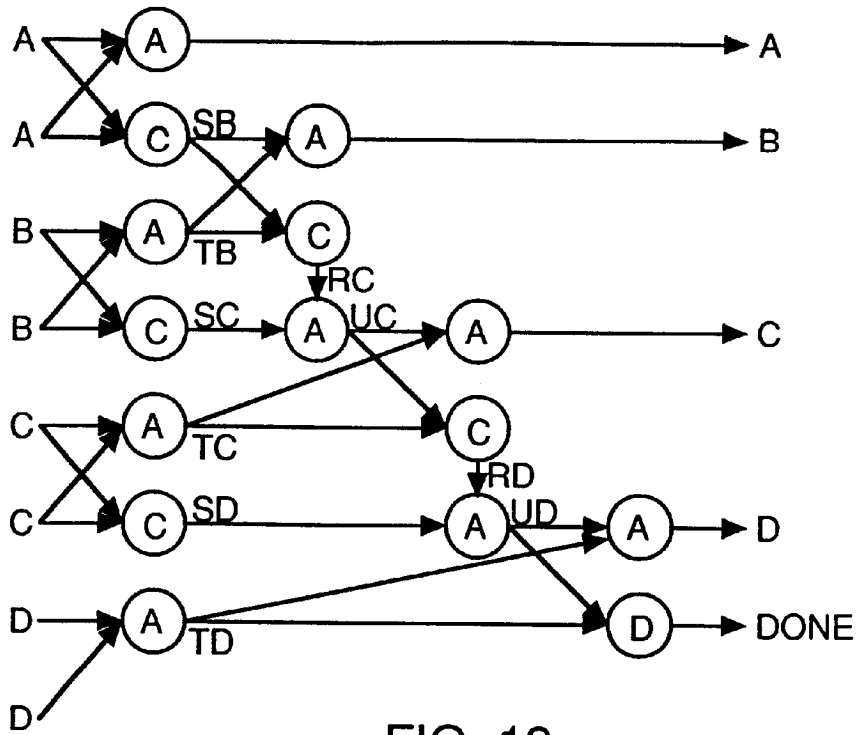 A A A
A C SB A B
B A TB C
RC
B C SC A UC A C
C A TC C
RD
C C SD A UD A D
D A TD D DONE
D
FIG. 10